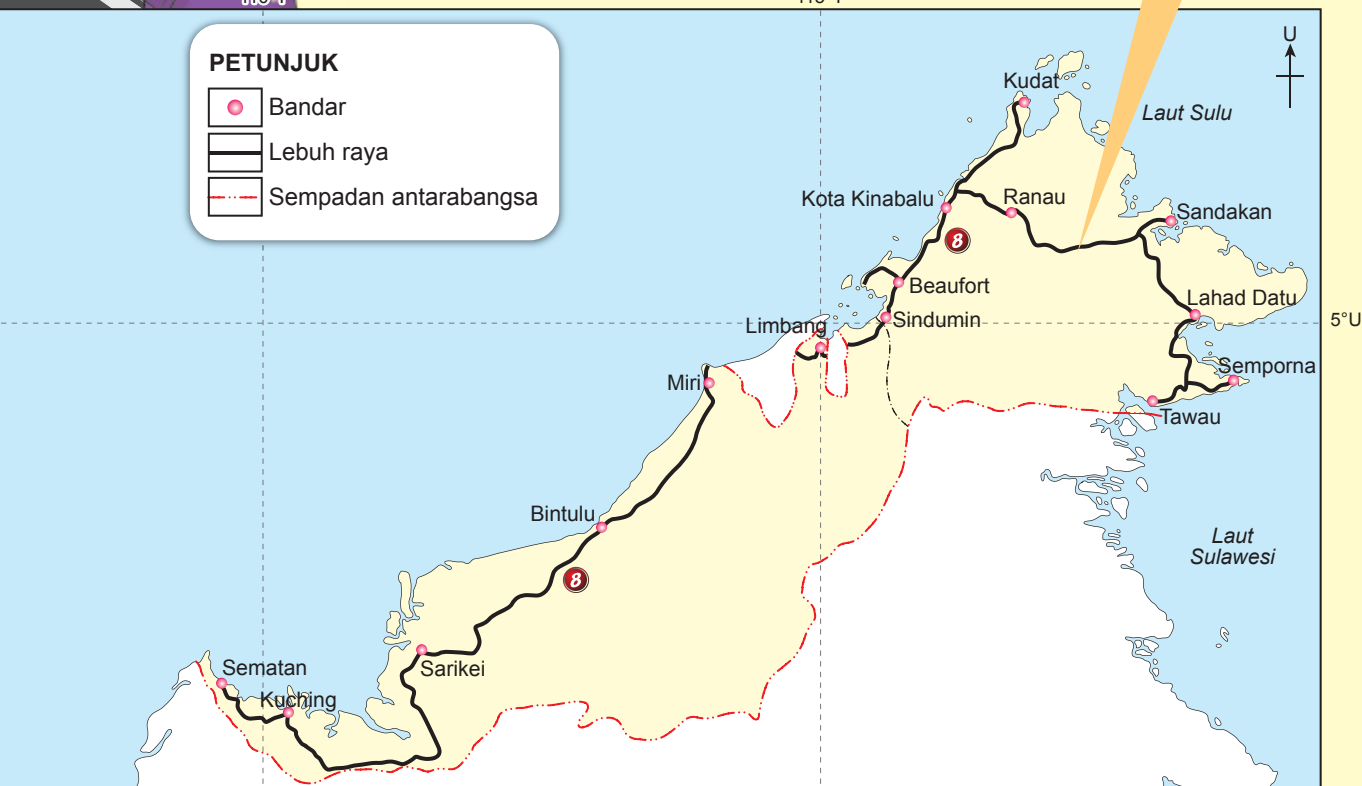 PETUNJUK
Bandar
Lebuh raya
Sempadan antarabangsa
U
Kudat
Laut Sulu
Kota Kinabalu
Ranau
Sandakan
8
Beaufort
Lahad Datu
Sindumin
Limbang
5°U
Semporna
Miri
Tawau
Bintulu
Laut
Sulawesi
8
Sarikei
Sematan
Kuching